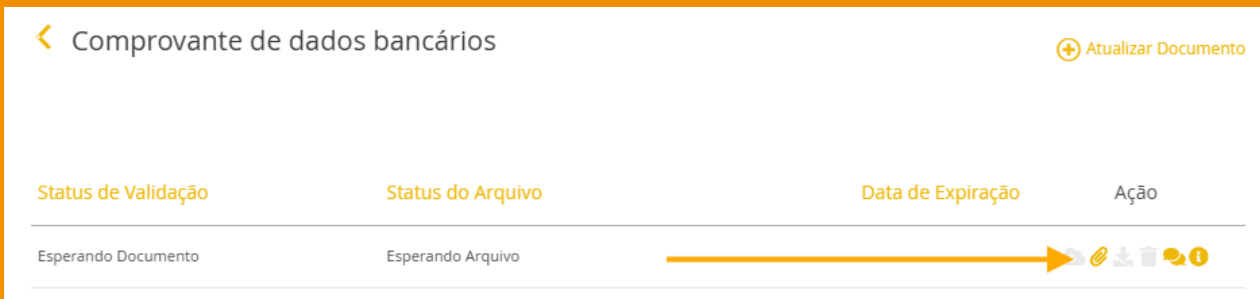 Comprovante de dados bancários
Atualizar Documento
Status de Validação Status do Arquivo Data de Expiração Ação
Esperando Documento Esperando Arquivo